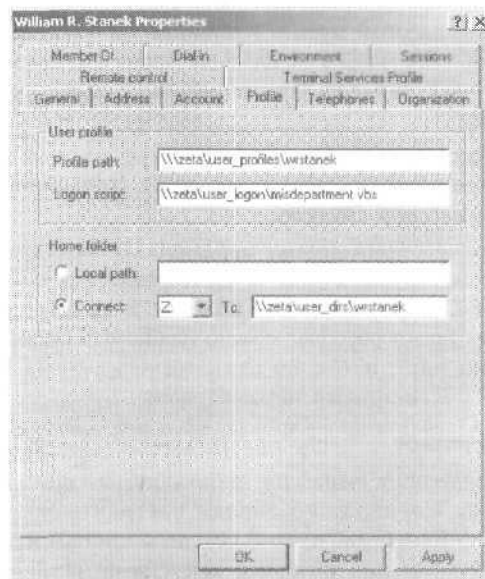 William R. Stanek Properties ? X
Member Of Dial-in Environment Sessions
Remote control Terminal Services Profile
General Address Account Profile Telephones Organization
User profile
Profile path: \\\zeta\user_profiles\wrstanek
Logon script: \\zeta\user_logon\misdepartment.vbs
Home folder
Local path:
Connect: Z: To: \\zeta\user_dirs\wrstanek
OK Cancel Apply